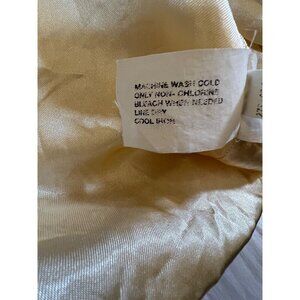 MACHINE WASH COLD
ONLY NON- CHLORINE
BLEACH WHEN NEEDED
LINE DRY
COOL IRON